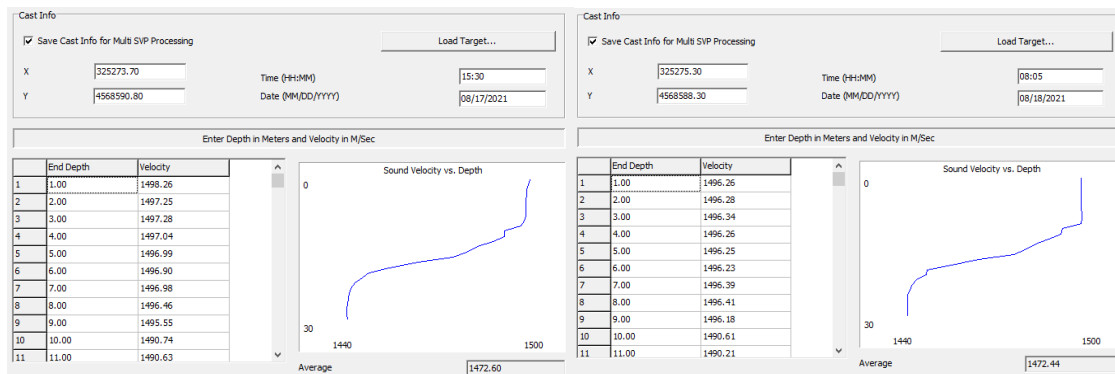 Cast Info
Save Cast Info for Multi SVP Processing
Load Target...
X 325273.70 Time (HH:MM) 15:30
Y 4568590.80 Date (MM/DD/YYYY) 08/17/2021
Enter Depth in Meters and Velocity in M/Sec
End Depth Velocity
1 1.00 1498.26
2 2.00 1497.25
3 3.00 1497.28
4 4.00 1497.04
5 5.00 1496.99
6 6.00 1496.90
7 7.00 1496.98
8 8.00 1496.46
9 9.00 1495.55
10 10.00 1490.74
11 11.00 1490.63
Sound Velocity vs. Depth
0
30
1440 1500
Average 1472.60
Cast Info
Save Cast Info for Multi SVP Processing
Load Target...
X 325275.30 Time (HH:MM) 08:05
Y 4568588.30 Date (MM/DD/YYYY) 08/18/2021
Enter Depth in Meters and Velocity in M/Sec
End Depth Velocity
1 1.00 1496.26
2 2.00 1496.28
3 3.00 1496.34
4 4.00 1496.26
5 5.00 1496.25
6 6.00 1496.23
7 7.00 1496.39
8 8.00 1496.41
9 9.00 1496.18
10 10.00 1490.61
11 11.00 1490.21
Sound Velocity vs. Depth
0
30
1440 1500
Average 1472.44